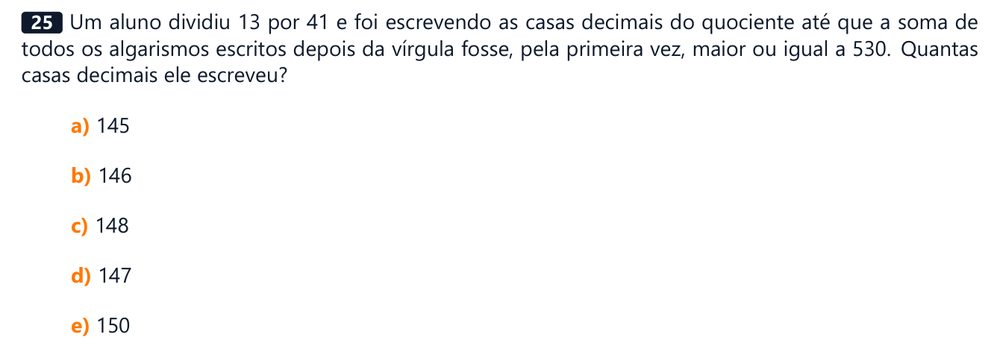 25 Um aluno dividiu 13 por 41 e foi escrevendo as casas decimais do quociente até que a soma de
todos os algarismos escritos depois da vírgula fosse, pela primeira vez, maior ou igual a 530. Quantas
casas decimais ele escreveu?
a) 145
b) 146
c) 148
d) 147
e) 150